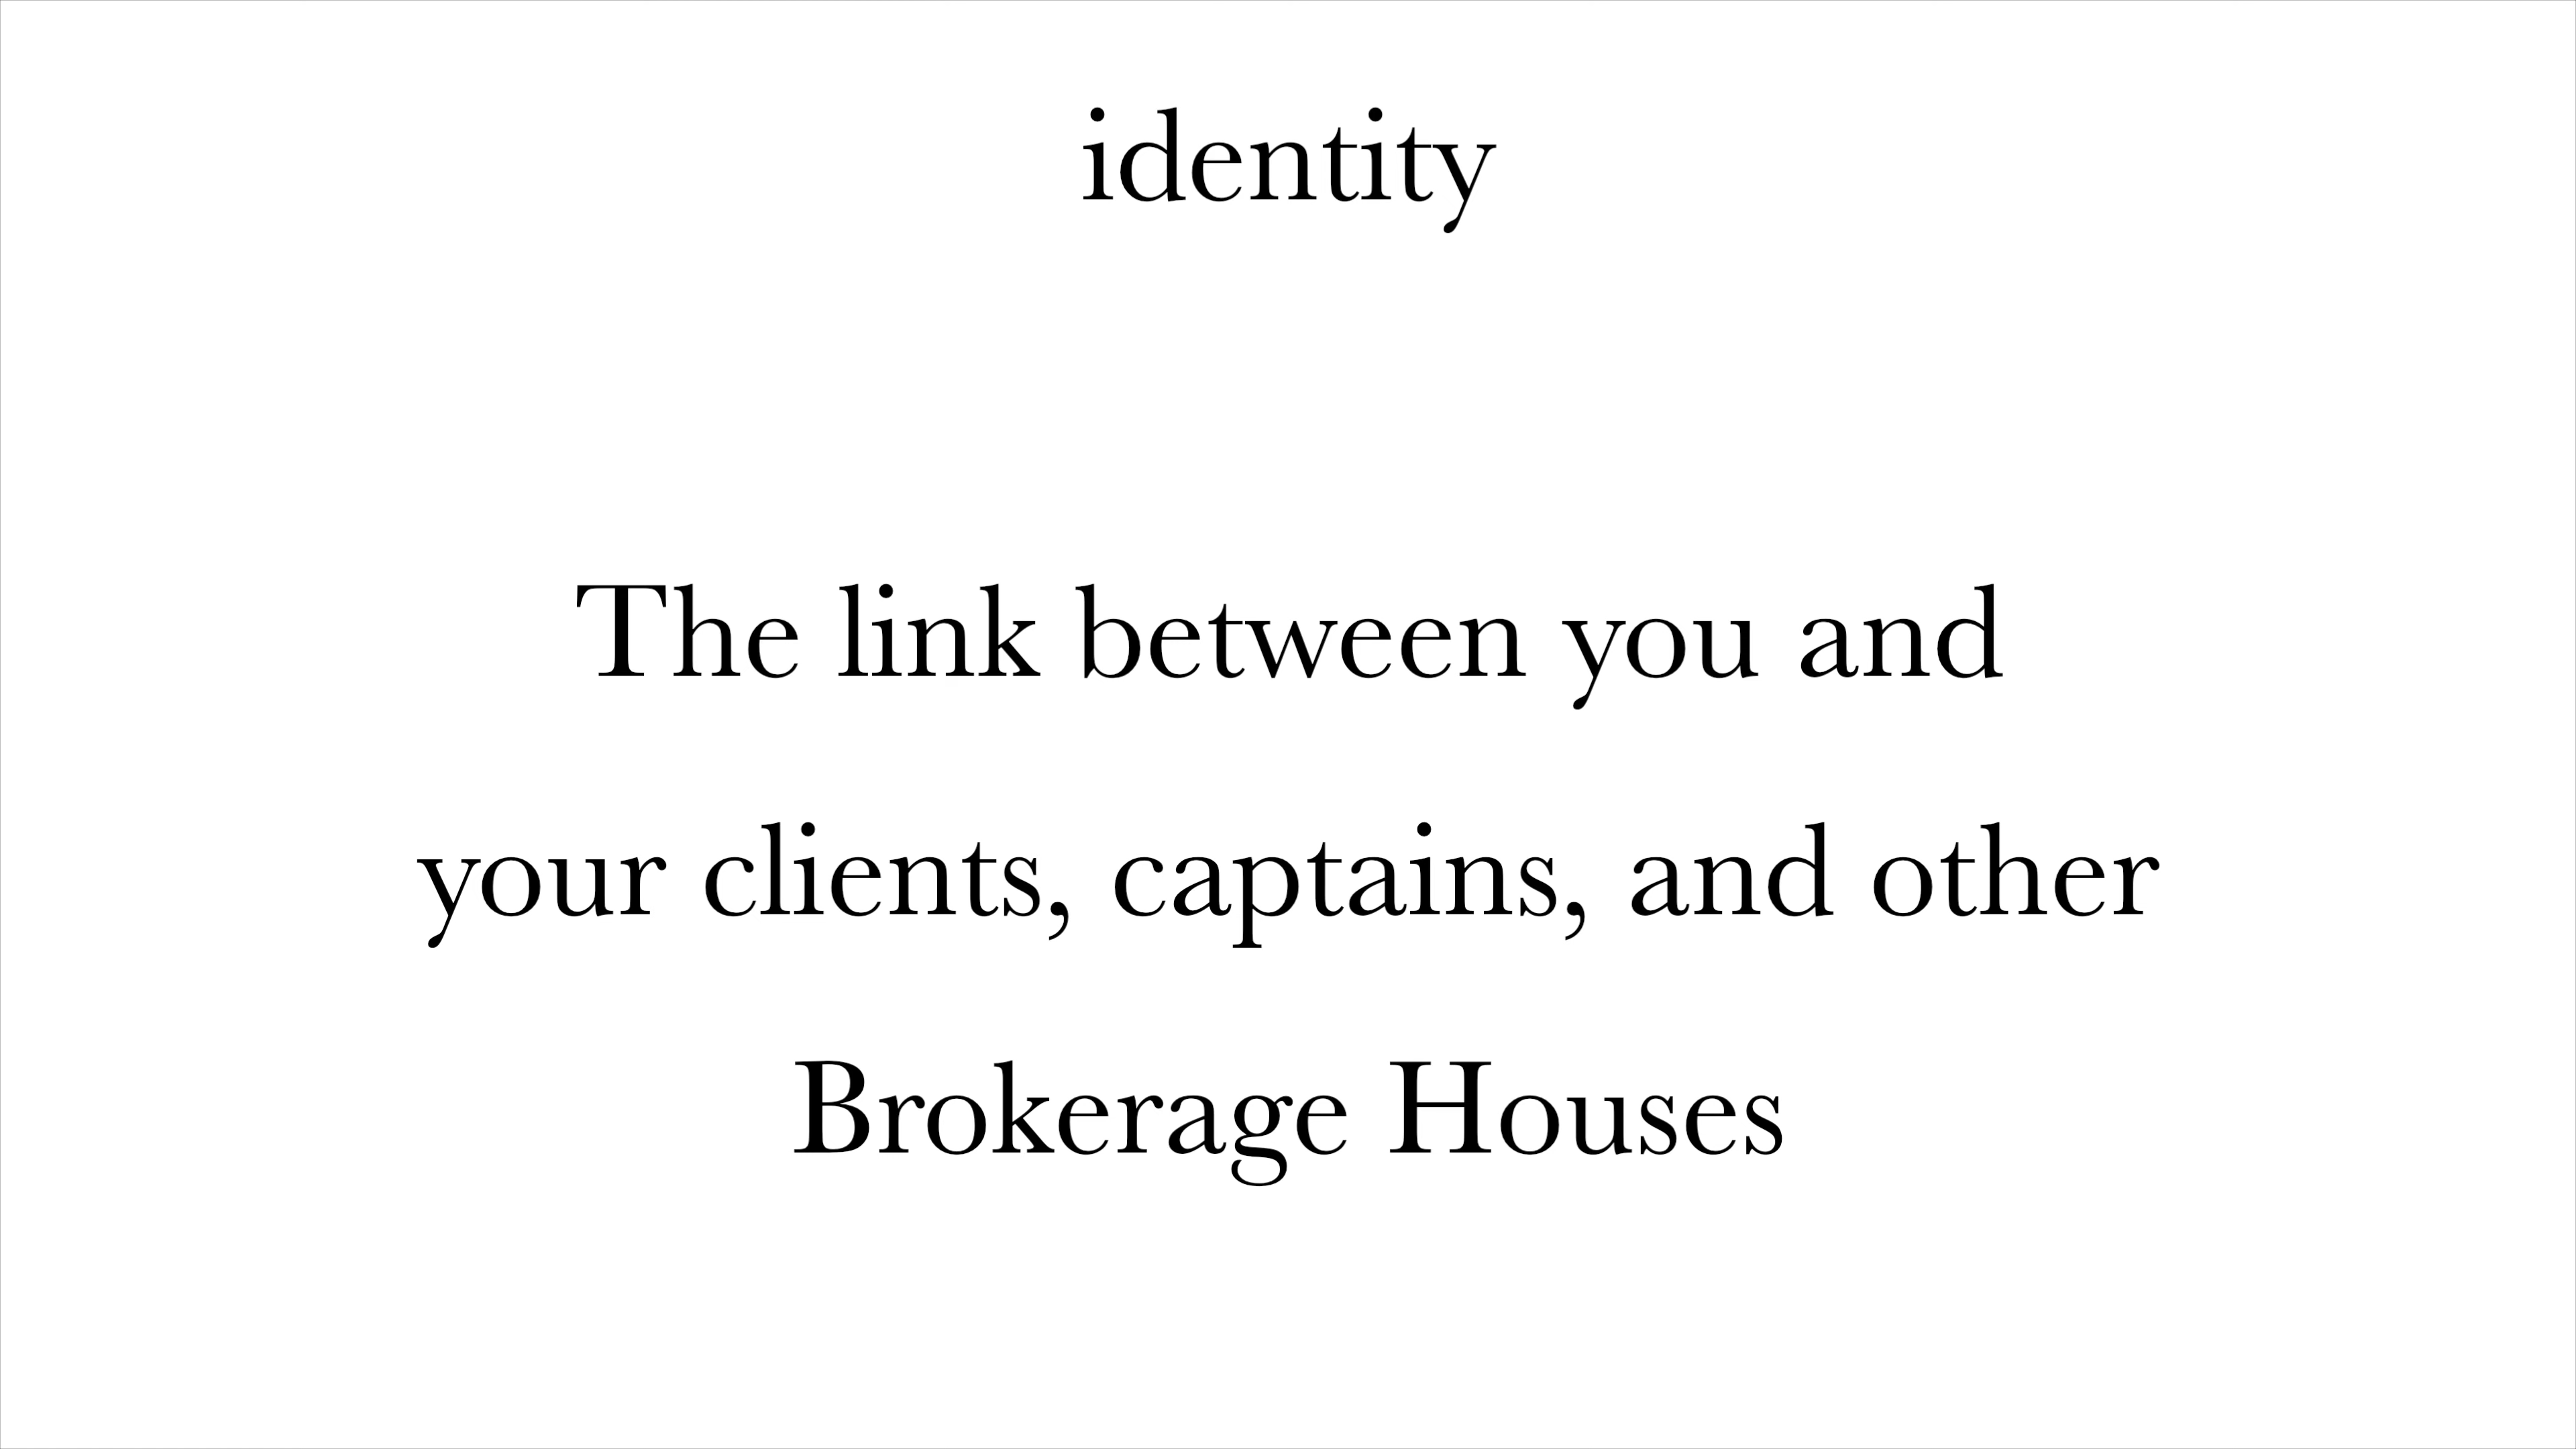 identity
The link between you and
your clients, captains, and other
Brokerage Houses